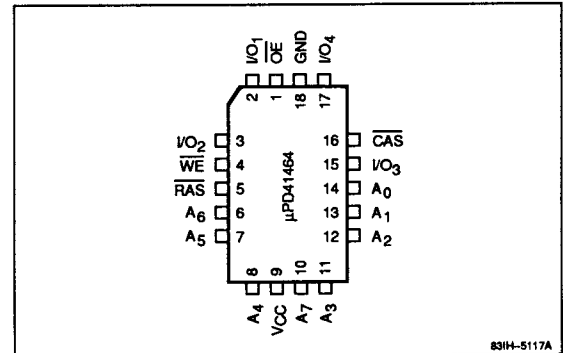 I/O1 OE GND I/O4
2 1 18 17
I/O2 3 16 CAS
WE 4 15 I/O3
RAS 5 14 A0
A6 6 13 A1
A5 7 12 A2
µPD41464
8 9 10 11
A4 VCC A7 A3
83IH-5117A